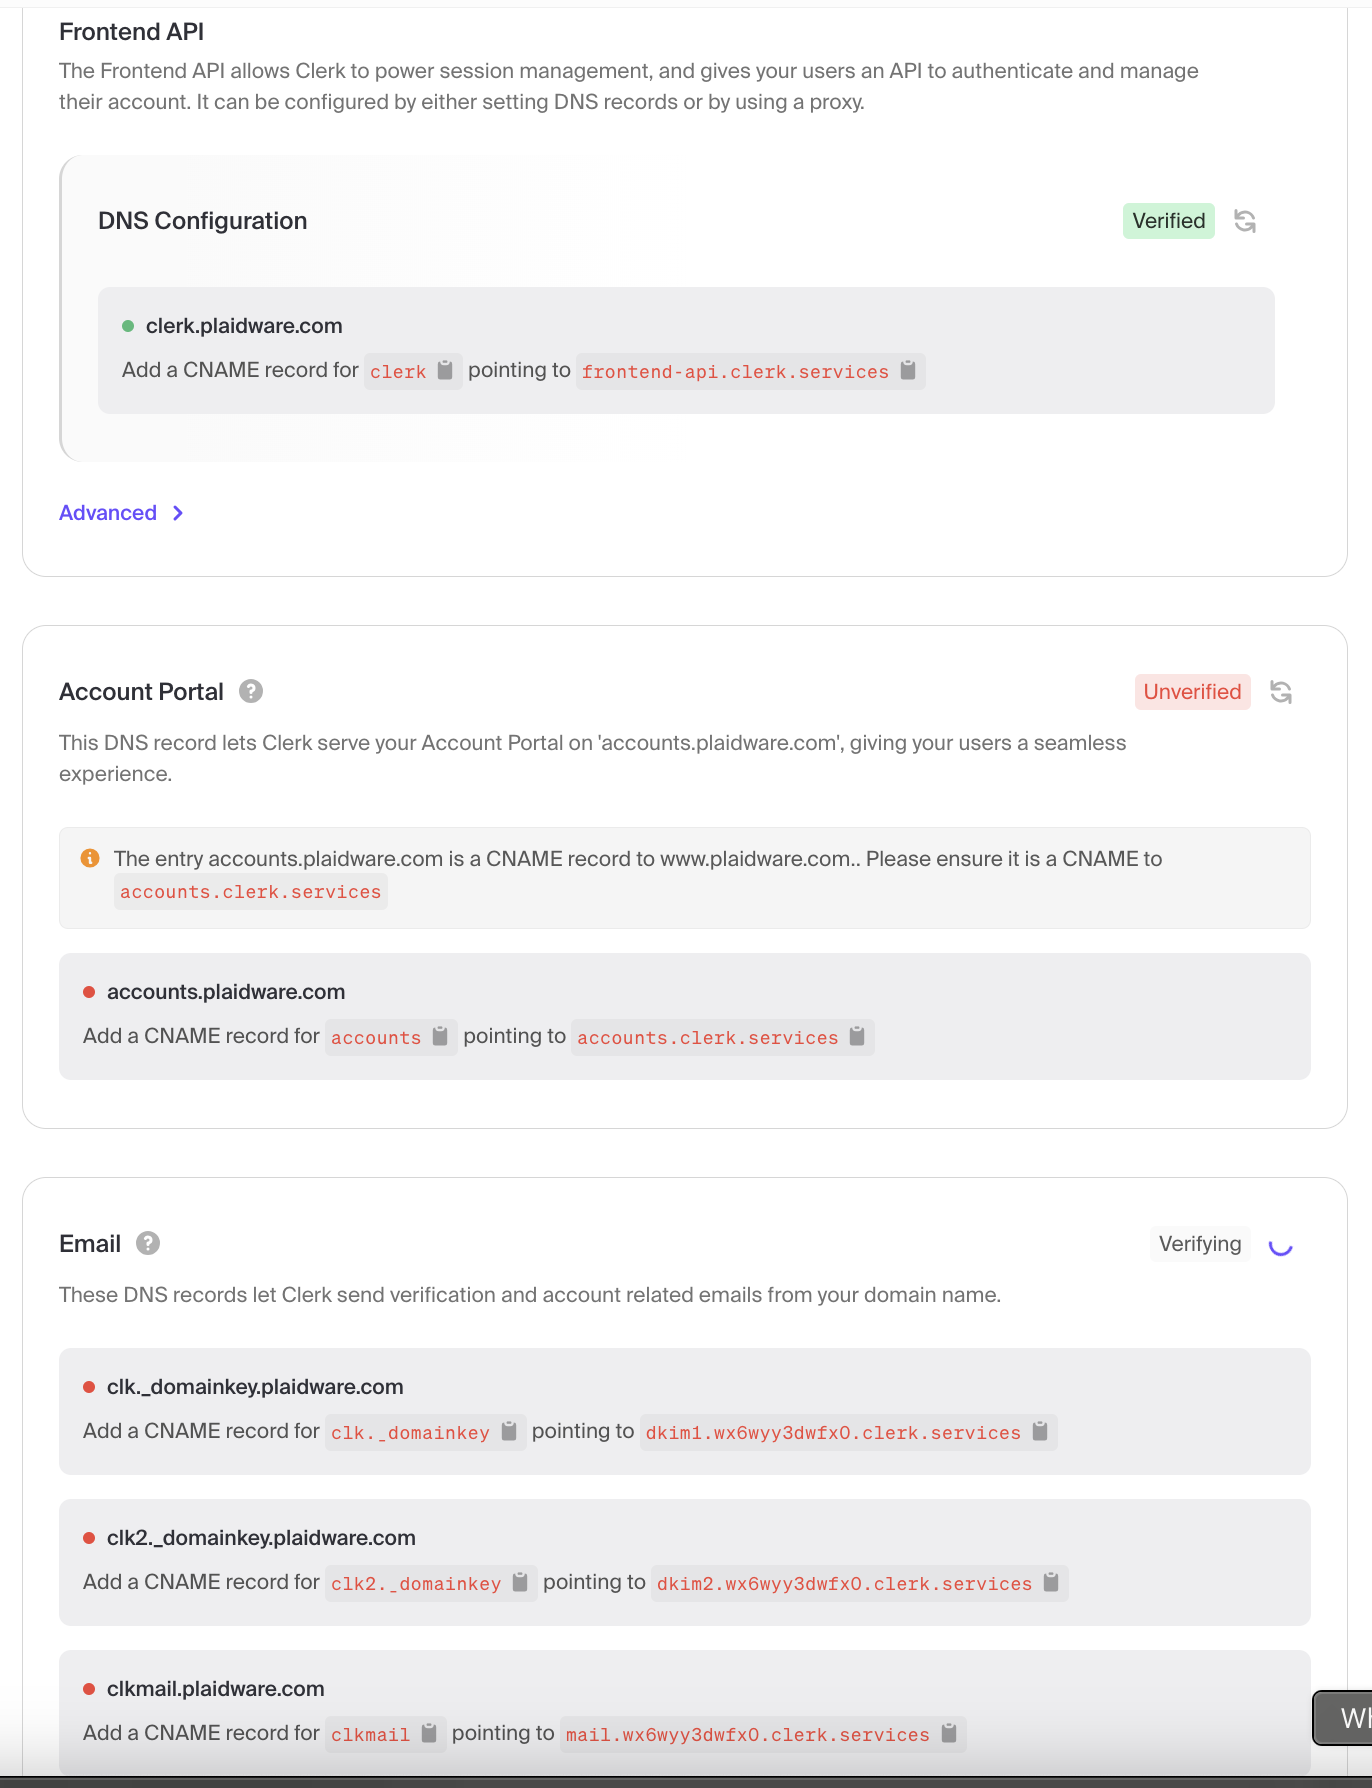 Frontend API
The Frontend API allows Clerk to power session management, and gives your users an API to authenticate and manage
their account. It can be configured by either setting DNS records or by using a proxy.
DNS Configuration
Verified
clerk.plaidware.com
Add a CNAME record for clerk pointing to frontend-api.clerk.services
Advanced
Account Portal
Unverified
This DNS record lets Clerk serve your Account Portal on 'accounts.plaidware.com', giving your users a seamless
experience.
The entry accounts.plaidware.com is a CNAME record to www.plaidware.com.. Please ensure it is a CNAME to
accounts.clerk.services
accounts.plaidware.com
Add a CNAME record for accounts pointing to accounts.clerk.services
Email
Verifying
These DNS records let Clerk send verification and account related emails from your domain name.
clk._domainkey.plaidware.com
Add a CNAME record for clk._domainkey pointing to dkim1.wx6wyy3dwfx0.clerk.services
clk2._domainkey.plaidware.com
Add a CNAME record for clk2._domainkey pointing to dkim2.wx6wyy3dwfx0.clerk.services
clkmail.plaidware.com
Add a CNAME record for clkmail pointing to mail.wx6wyy3dwfx0.clerk.services